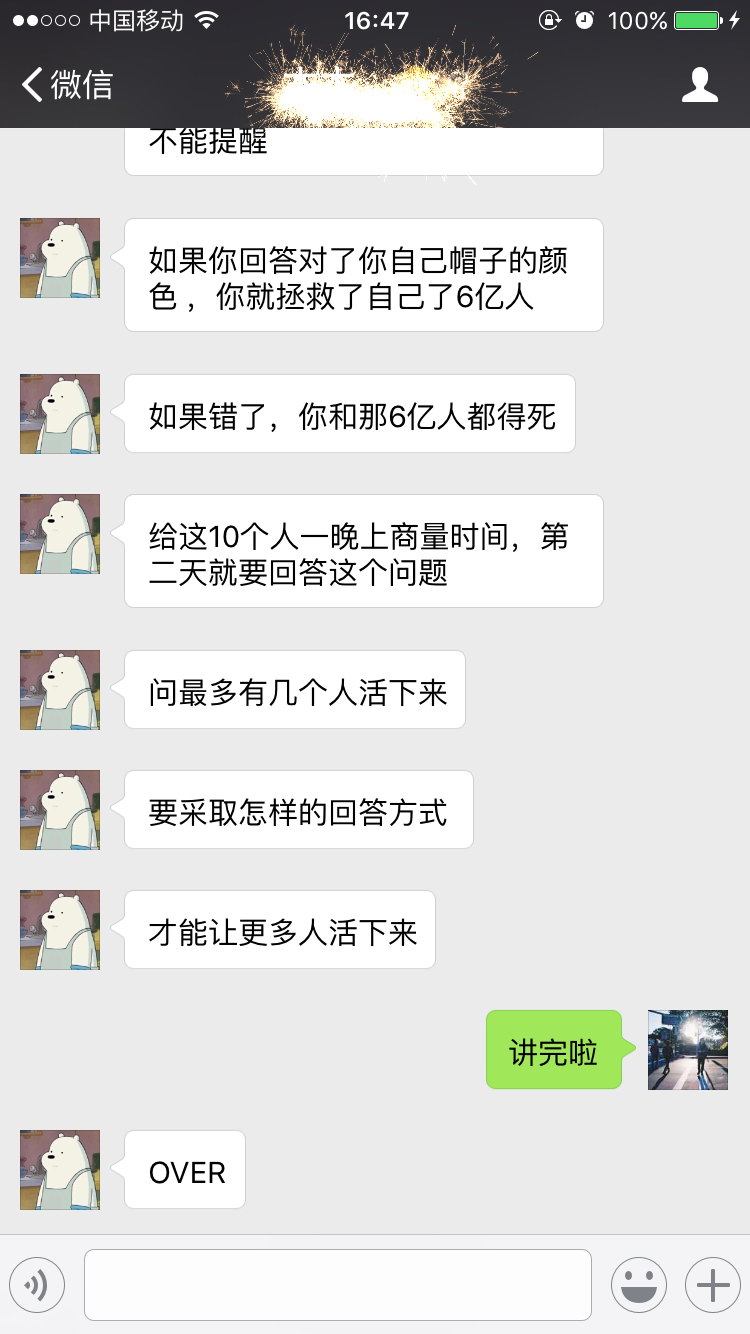 中国移动
16:47
100%
微信
不能提醒
如果你回答对了你自己帽子的颜
色，你就拯救了自己了6亿人
如果错了，你和那6亿人都得死
给这10个人一晚上商量时间，第
二天就要回答这个问题
问最多有几个人活下来
要采取怎样的回答方式
才能让更多人活下来
讲完啦
OVER